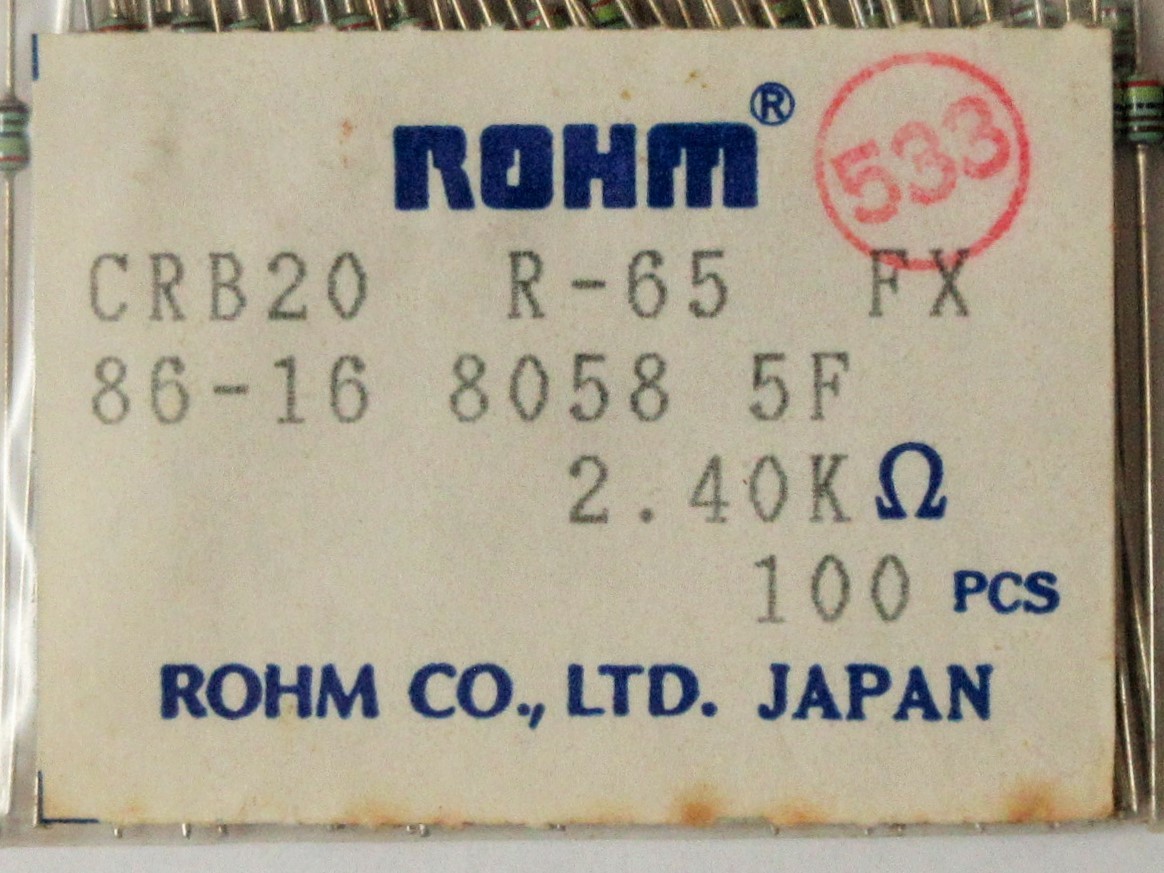 ROHM®
533
CRB20 R-65 FX
86-16 8058 5F
2.40KΩ
100 PCS
ROHM CO., LTD. JAPAN